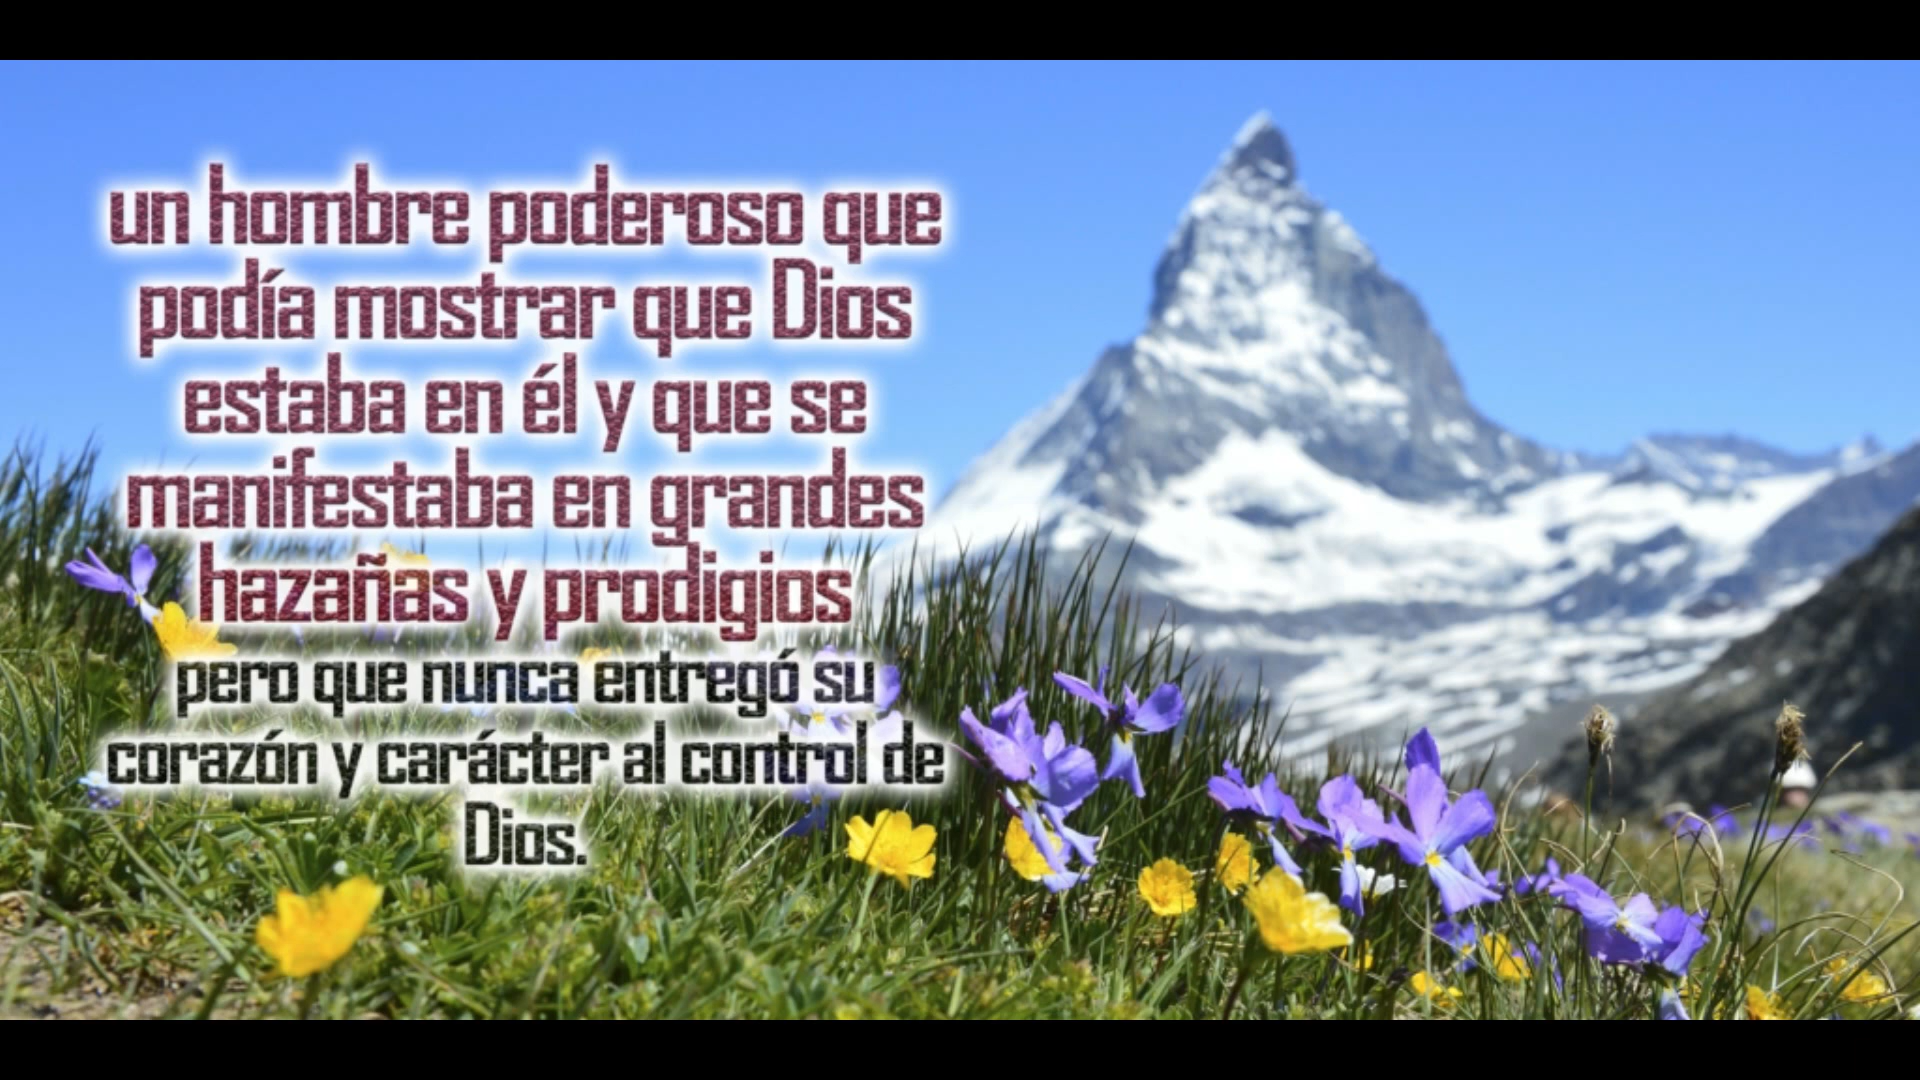 un hombre poderoso que
podía mostrar que Dios
estaba en él y que se
manifestaba en grandes
hazañas y prodigios
pero que nunca entregó su
corazón y carácter al control de
Dios.